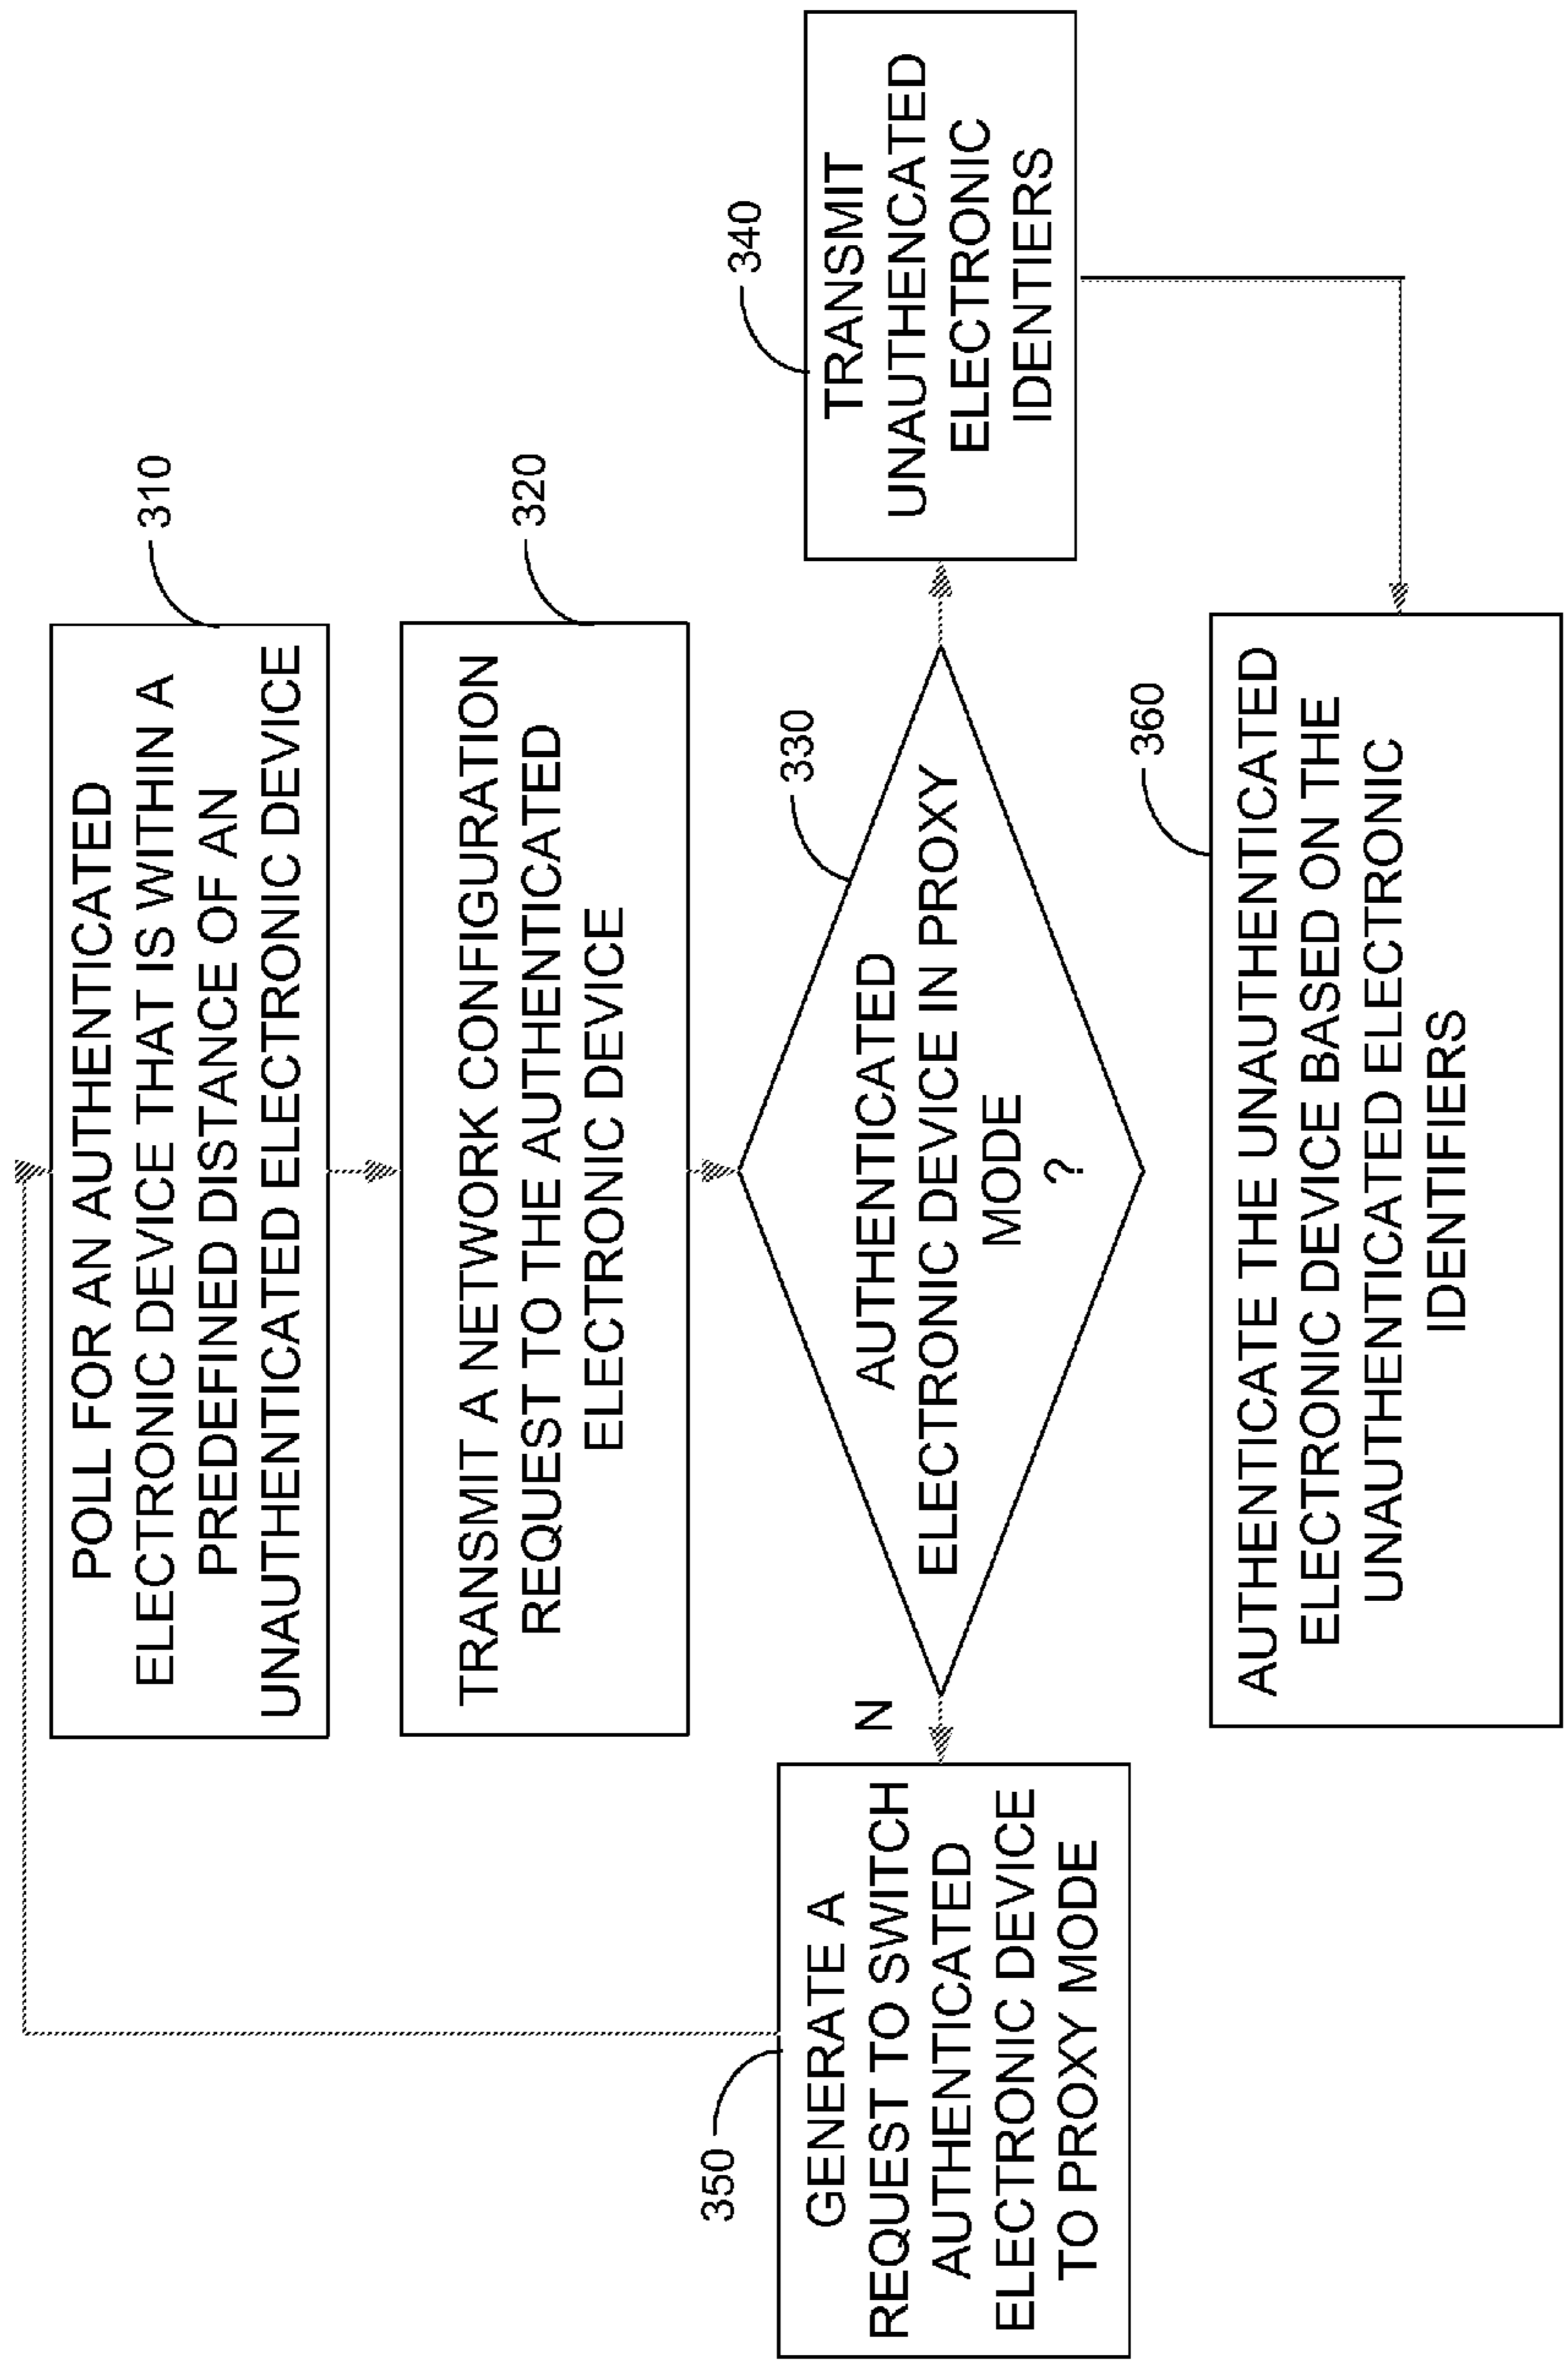 310
POLL FOR AN AUTHENTICATED
ELECTRONIC DEVICE THAT IS WITHIN A
PREDEFINED DISTANCE OF AN
UNAUTHENTICATED ELECTRONIC DEVICE
320
TRANSMIT A NETWORK CONFIGURATION
REQUEST TO THE AUTHENTICATED
ELECTRONIC DEVICE
330
AUTHENTICATED
ELECTRONIC DEVICE IN PROXY
MODE
?
N
350
GENERATE A
REQUEST TO SWITCH
AUTHENTICATED
ELECTRONIC DEVICE
TO PROXY MODE
340
TRANSMIT
UNAUTHENCATED
ELECTRONIC
IDENTIERS
360
AUTHENTICATE THE UNAUTHENTICATED
ELECTRONIC DEVICE BASED ON THE
UNAUTHENTICATED ELECTRONIC
IDENTIFIERS